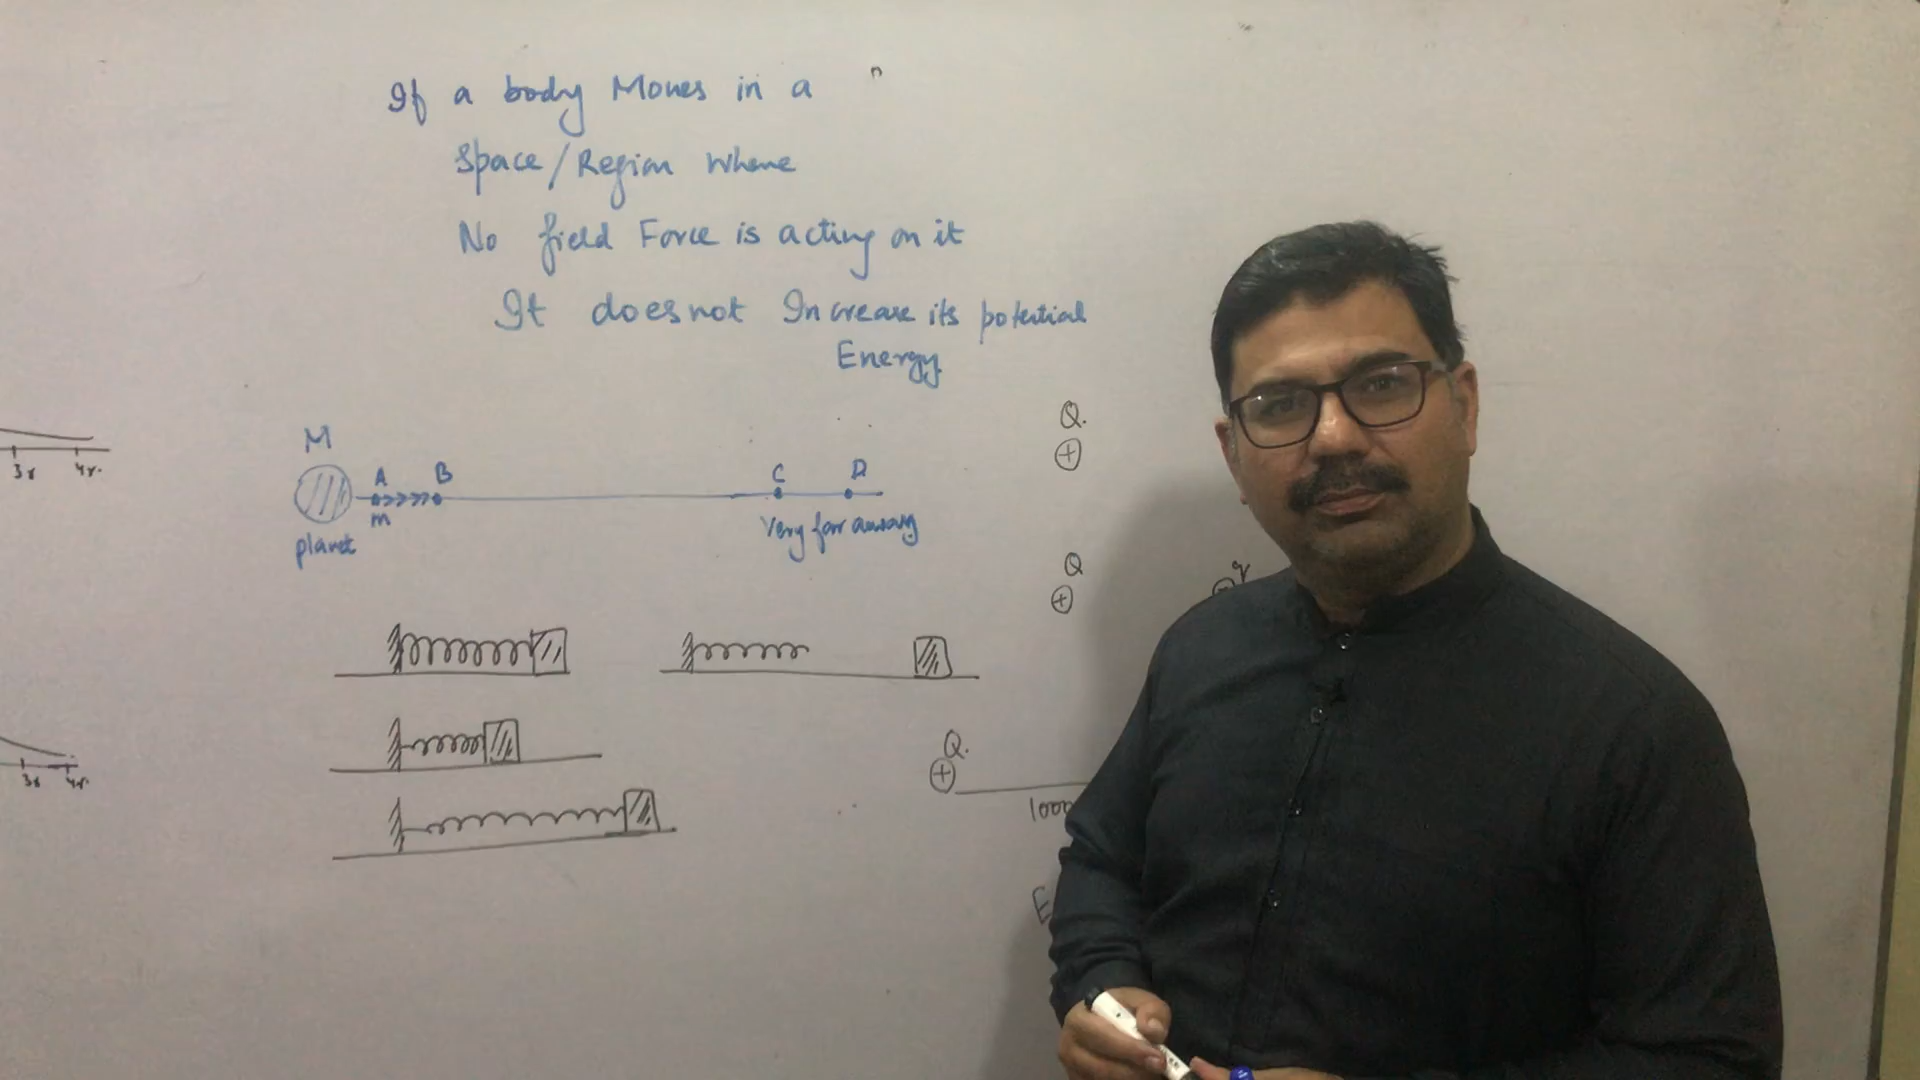 If a body Moves in a
Space/Region Where
No field Force is acting on it
It does not Increase its potential
Energy
M
A
B
m
planet
C
D
Very far away
Q.
+
Q
+
q
Q.
+
1000
E
3r
4r.
3r
4r.